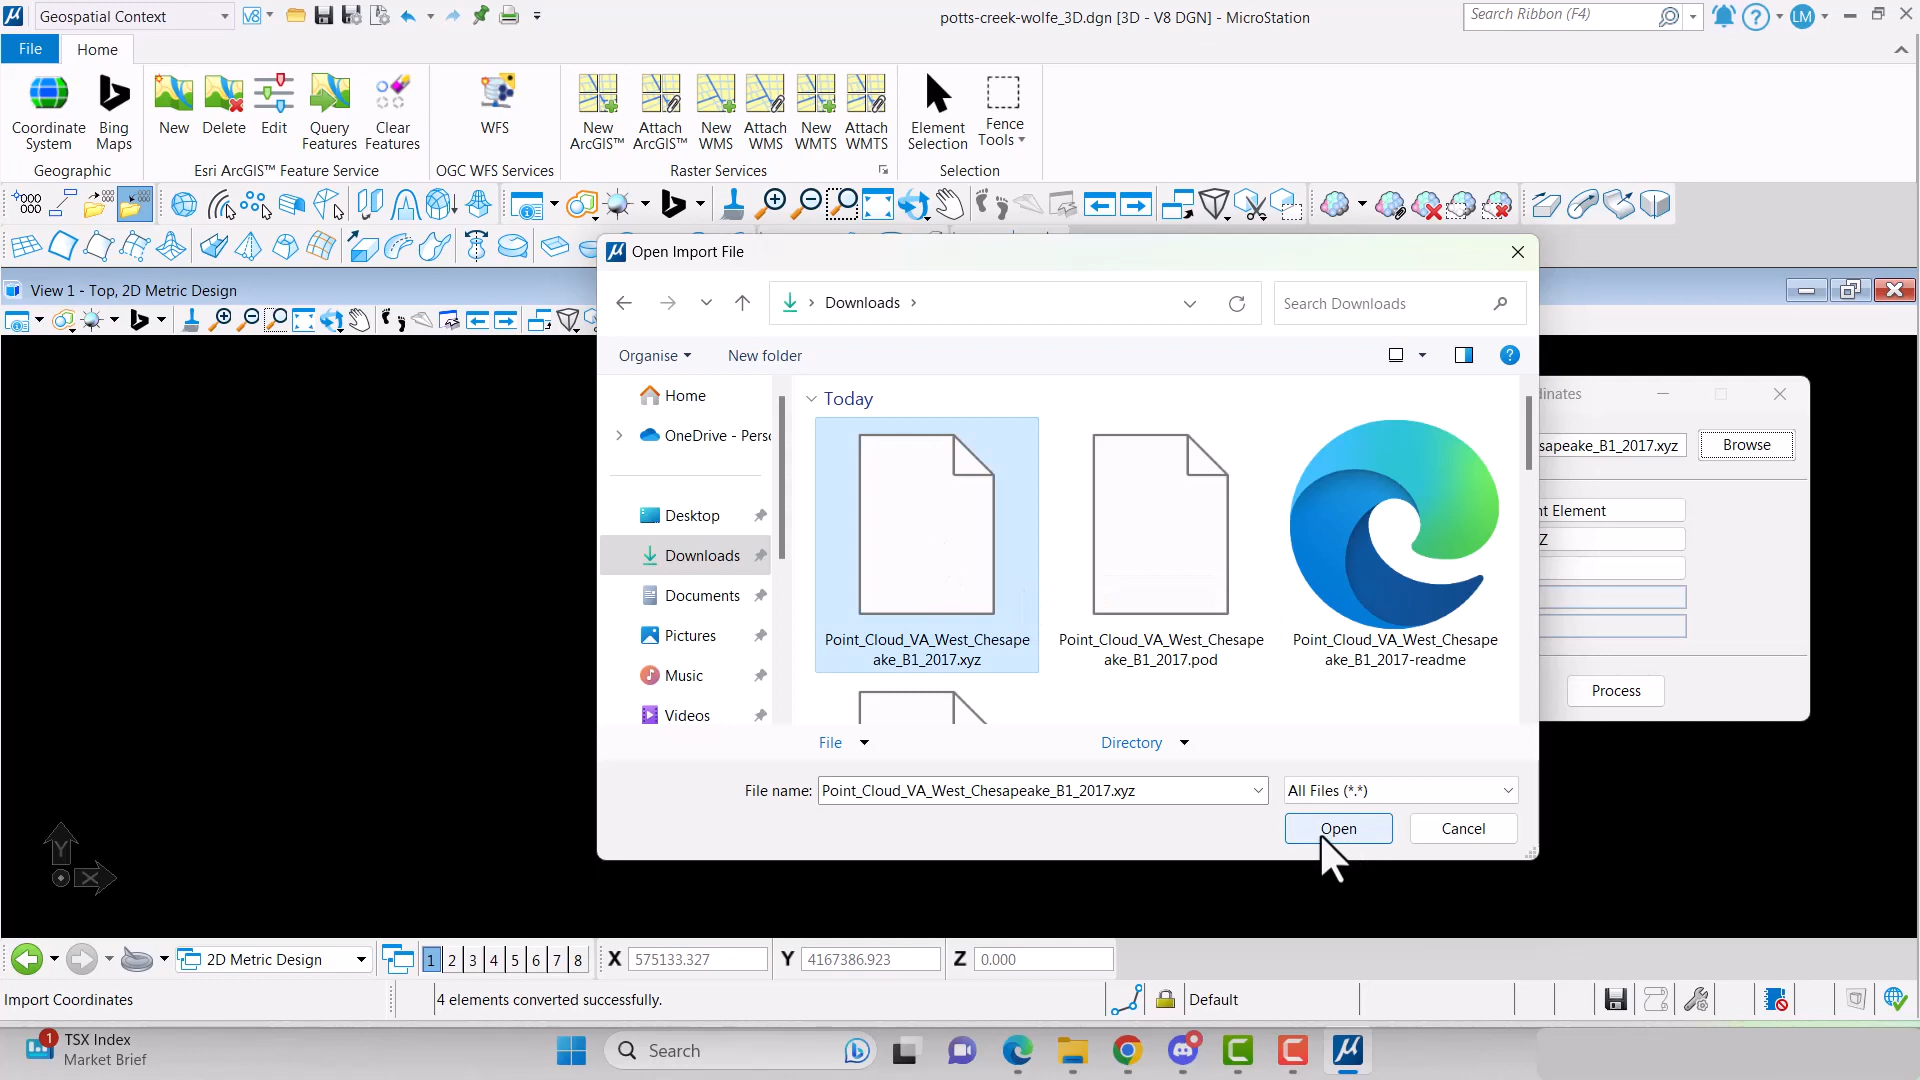 Geospatial Context
V8
potts-creek-wolfe_3D.dgn [3D - V8 DGN] - MicroStation
Search Ribbon (F4)
?
LM
File
Home
Coordinate System
Bing Maps
New
Delete
Edit
Query Features
Clear Features
WFS
New ArcGIS™
Attach ArcGIS™
New WMS
Attach WMS
New WMTS
Attach WMTS
Element Selection
Fence Tools
Geographic
Esri ArcGIS™ Feature Service
OGC WFS Services
Raster Services
Selection
View 1 - Top, 2D Metric Design
Open Import File
Downloads
Search Downloads
Organise
New folder
?
Home
OneDrive - Perso
Desktop
Downloads
Documents
Pictures
Music
Videos
Today
Point_Cloud_VA_West_Chesape
ake_B1_2017.xyz
Point_Cloud_VA_West_Chesape
ake_B1_2017.pod
Point_Cloud_VA_West_Chesape
ake_B1_2017-readme
File
Directory
File name:
Point_Cloud_VA_West_Chesapeake_B1_2017.xyz
All Files (*.*)
Open
Cancel
dinates
sapeake_B1_2017.xyz
Browse
nt Element
Z
Process
Y
X
2D Metric Design
1 2 3 4 5 6 7 8
X 575133.327
Y 4167386.923
Z 0.000
Import Coordinates
4 elements converted successfully.
Default
1
TSX Index
Market Brief
Search